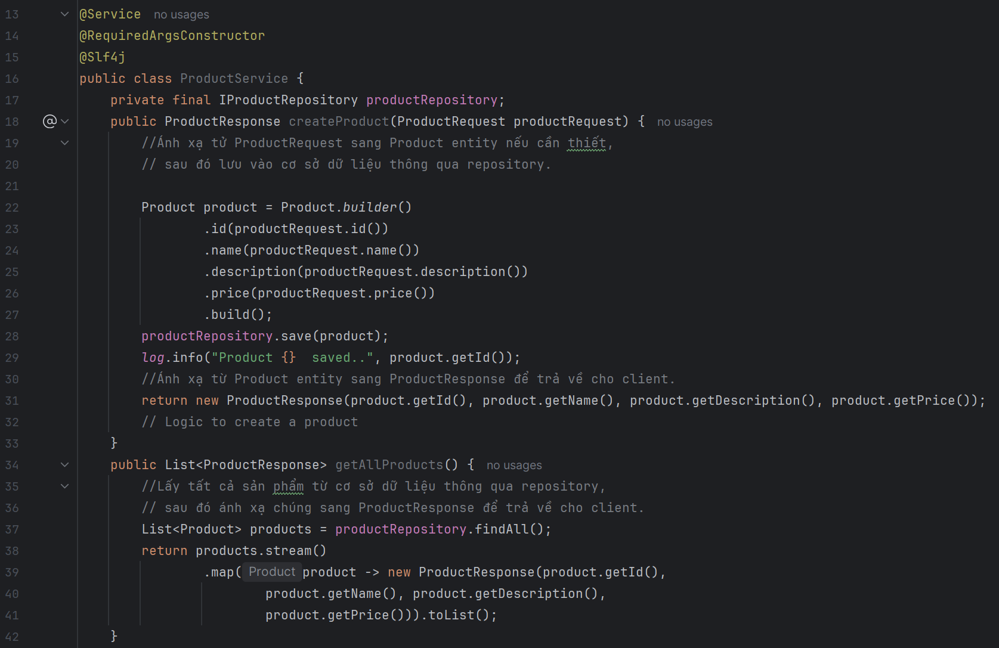 13 @Service no usages
14 @RequiredArgsConstructor
15 @Slf4j
16 public class ProductService {
17 private final IProductRepository productRepository;
18 @ public ProductResponse createProduct(ProductRequest productRequest) { no usages
19 //Ánh xạ tử ProductRequest sang Product entity nếu cần thiết,
20 // sau đó lưu vào cơ sở dữ liệu thông qua repository.
21
22 Product product = Product.builder()
23 .id(productRequest.id())
24 .name(productRequest.name())
25 .description(productRequest.description())
26 .price(productRequest.price())
27 .build();
28 productRepository.save(product);
29 log.info("Product {}  saved..", product.getId());
30 //Ánh xạ từ Product entity sang ProductResponse để trả về cho client.
31 return new ProductResponse(product.getId(), product.getName(), product.getDescription(), product.getPrice());
32 // Logic to create a product
33 }
34 public List<ProductResponse> getAllProducts() { no usages
35 //Lấy tất cả sản phẩm từ cơ sở dữ liệu thông qua repository,
36 // sau đó ánh xạ chúng sang ProductResponse để trả về cho client.
37 List<Product> products = productRepository.findAll();
38 return products.stream()
39 .map( Product product -> new ProductResponse(product.getId(),
40 product.getName(), product.getDescription(),
41 product.getPrice())).toList();
42 }